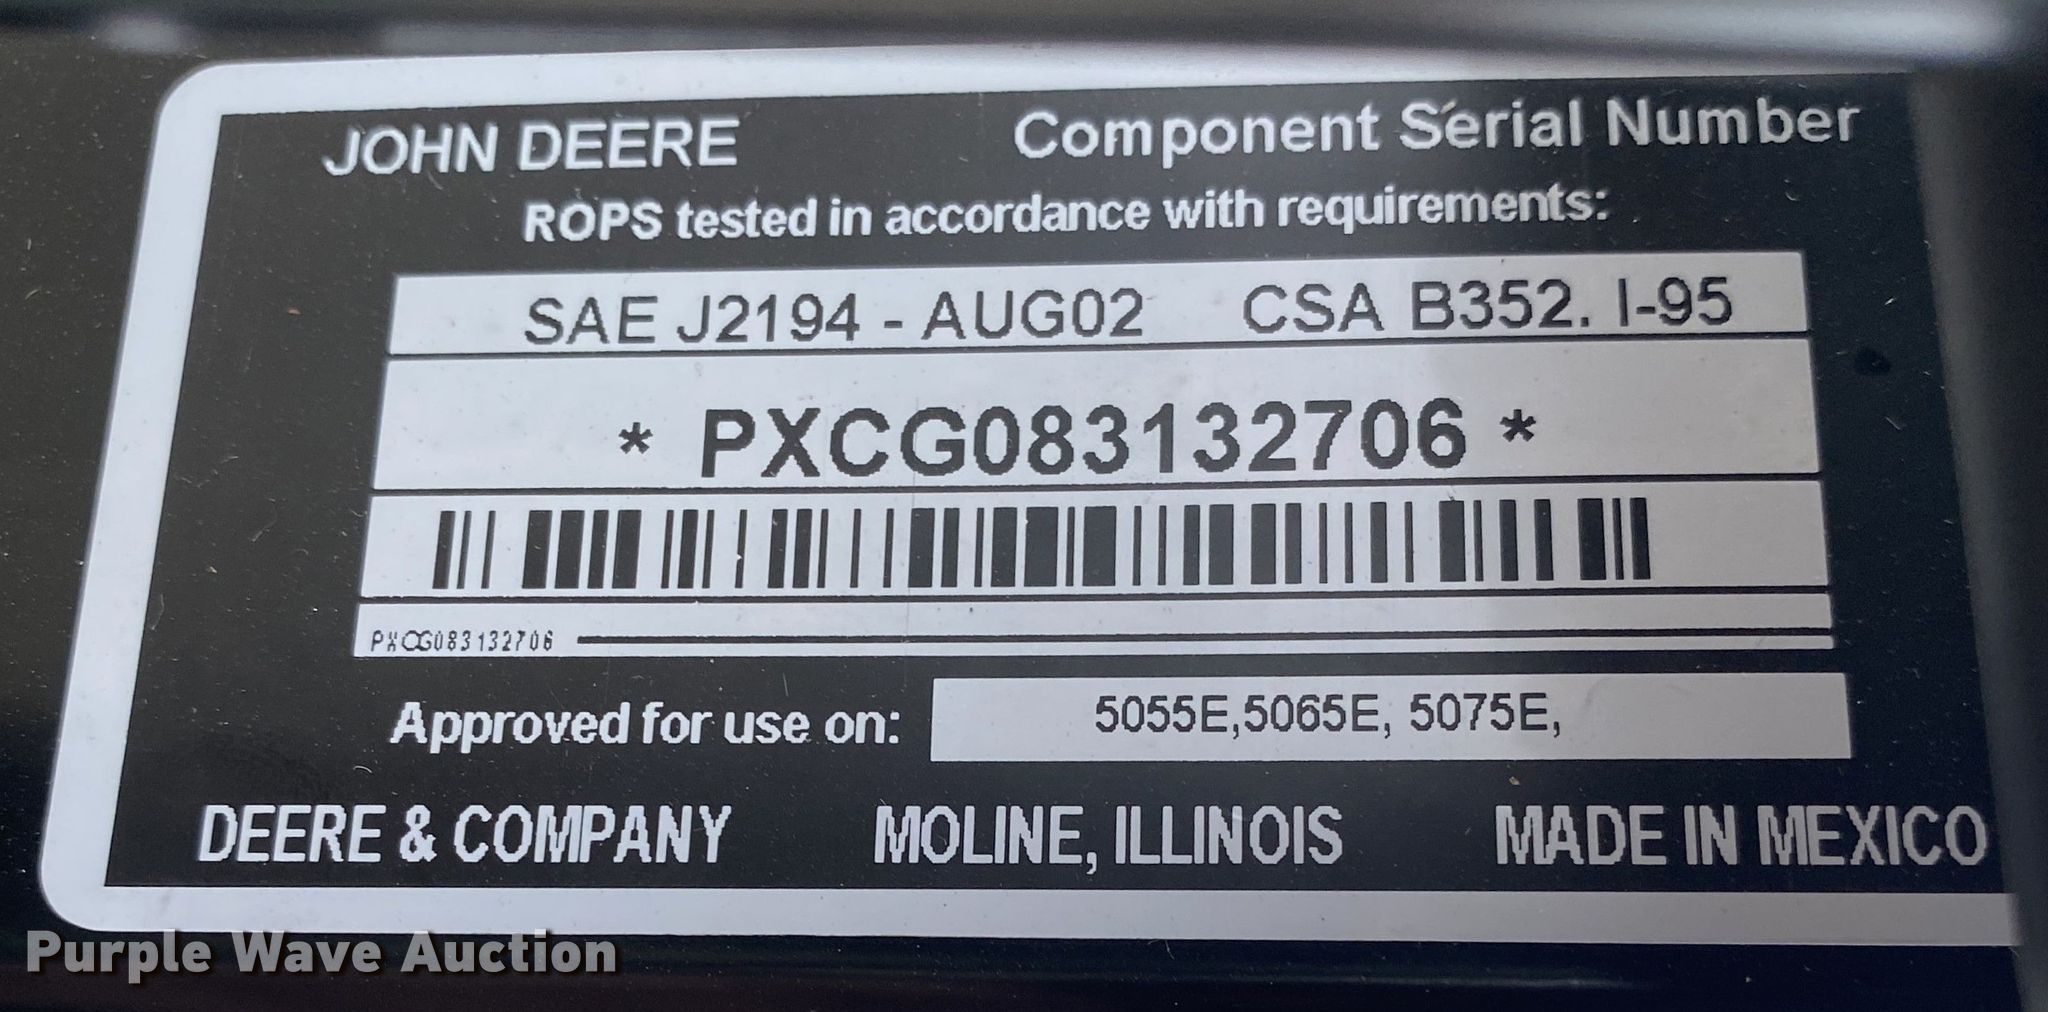 JOHN DEERE Component Serial Number
ROPS tested in accordance with requirements:
SAE J2194 - AUG02 CSA B352. I-95
* PXCG083132706 *
PXCG083132706
Approved for use on: 5055E,5065E, 5075E,
DEERE & COMPANY MOLINE, ILLINOIS MADE IN MEXICO
Purple Wave Auction